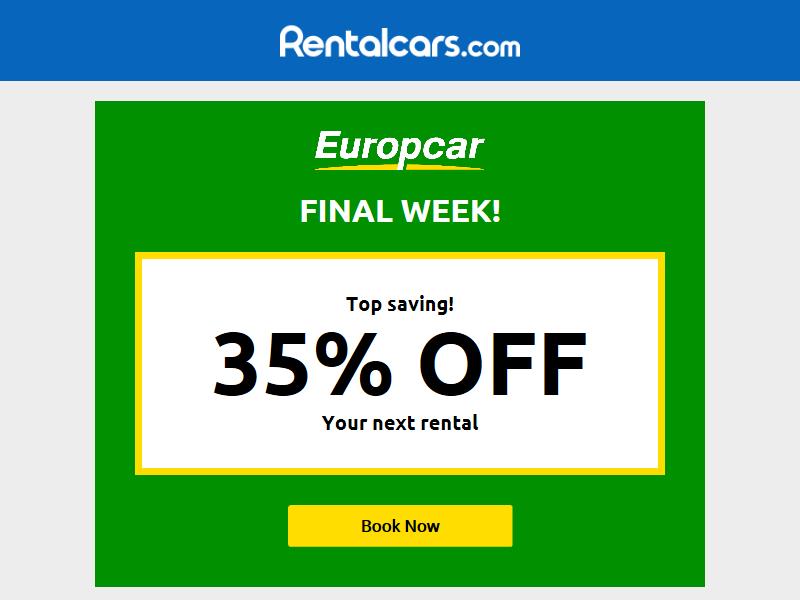 Rentalcars.com
Europcar
FINAL WEEK!
Top saving!
35% OFF
Your next rental
Book Now